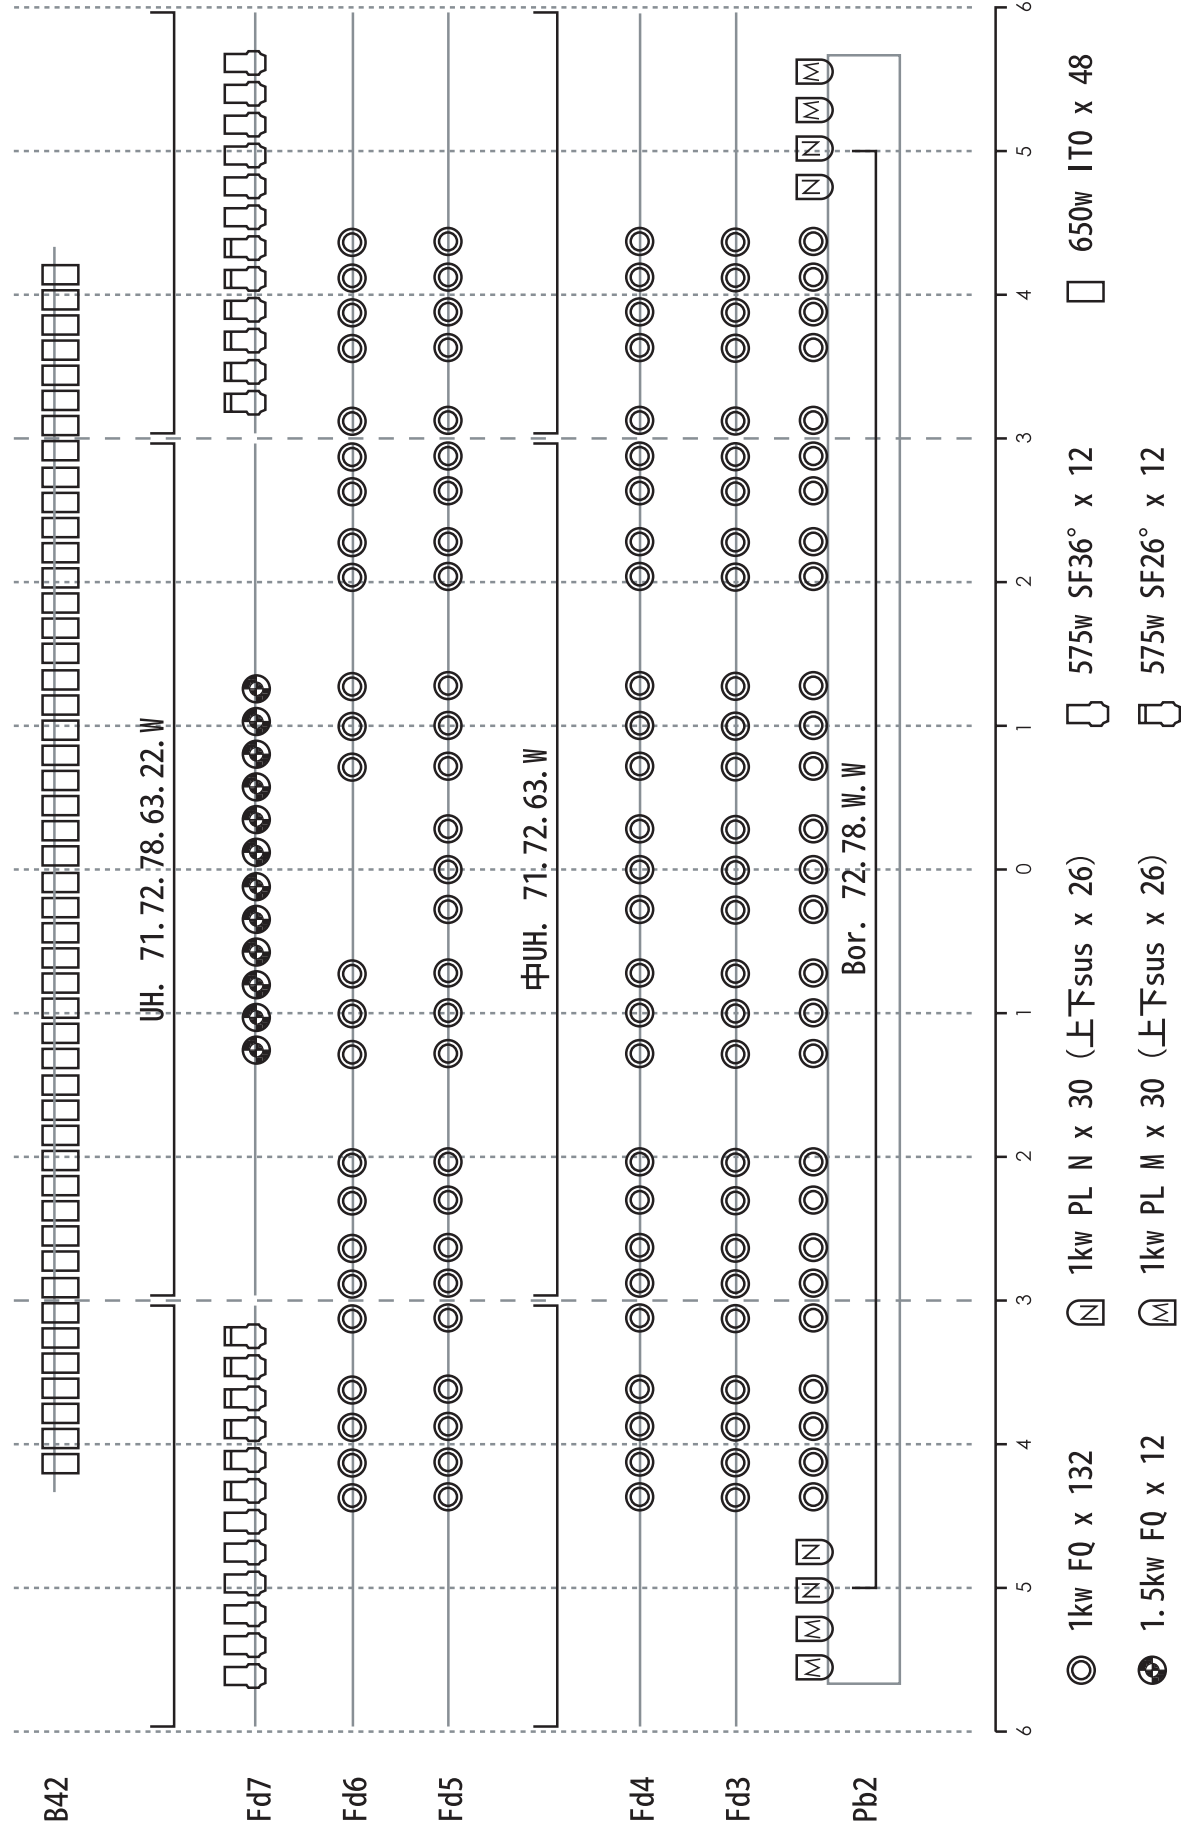 B42
UH. 71.72.78.63.22.W
Fd7
Fd6
Fd5
中UH. 71.72.63.W
Fd4
Fd3
Bor. 72.78.W.W
Pb2
N N M M
M M N N
6 5 4 3 2 1 0 1 2 3 4 5 6
1kw FQ x 132
N 1kw PL N x 30 (上下sus x 26)
575w SF36° x 12
650w ITO x 48
1.5kw FQ x 12
M 1kw PL M x 30 (上下sus x 26)
575w SF26° x 12